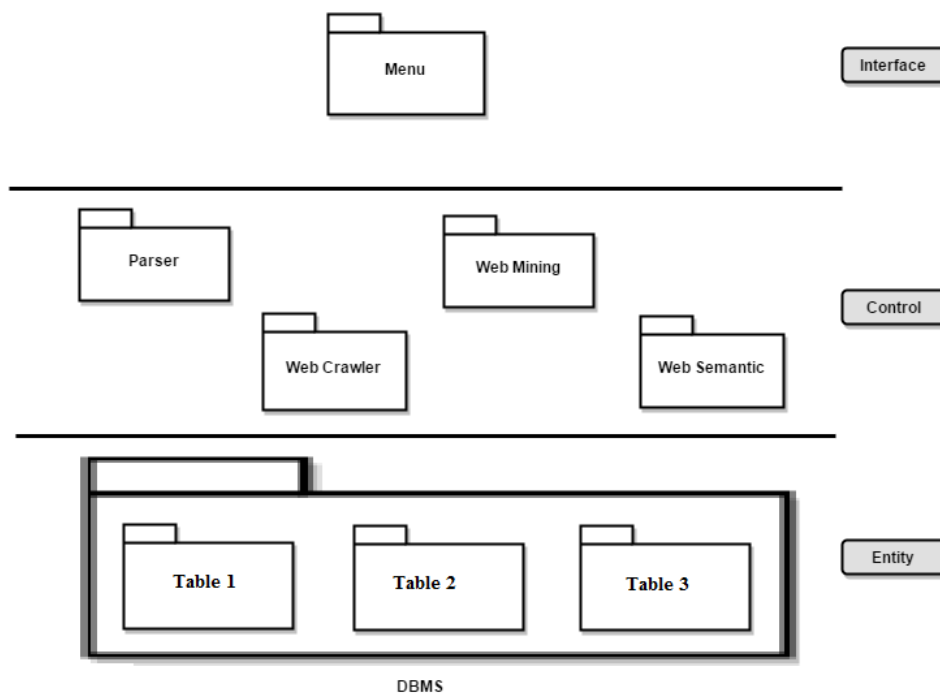 Menu
Interface
Parser
Web Mining
Control
Web Crawler
Web Semantic
Entity
Table 1
Table 2
Table 3
DBMS